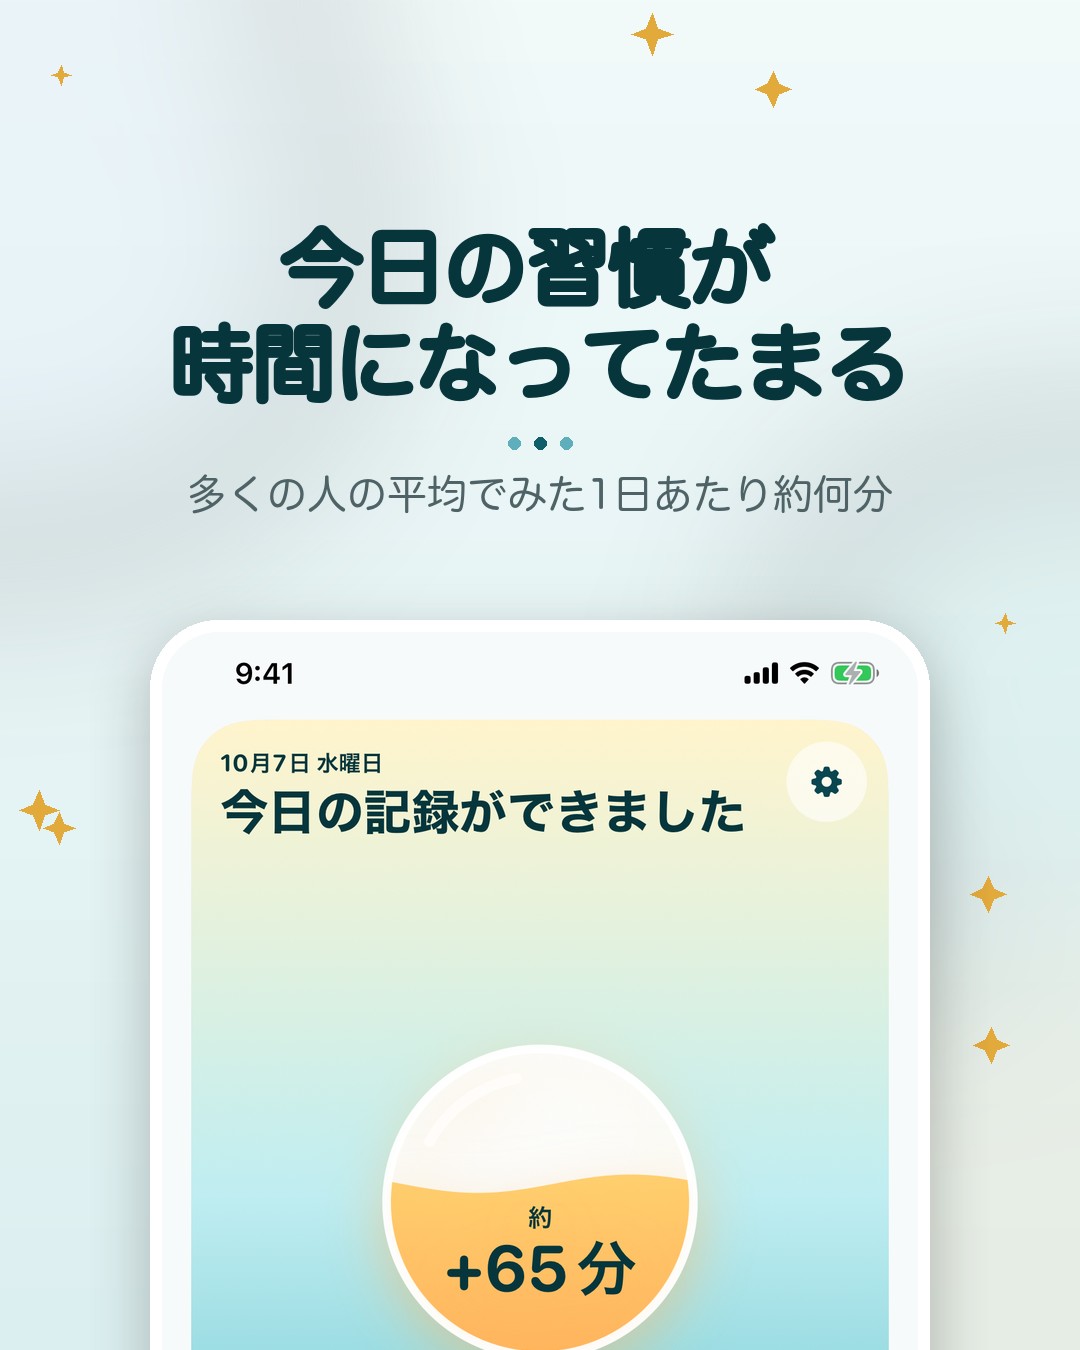 今日の習慣が
時間になってたまる
多くの人の平均でみた1日あたり約何分
9:41
10月7日 水曜日
今日の記録ができました
約
+65 分